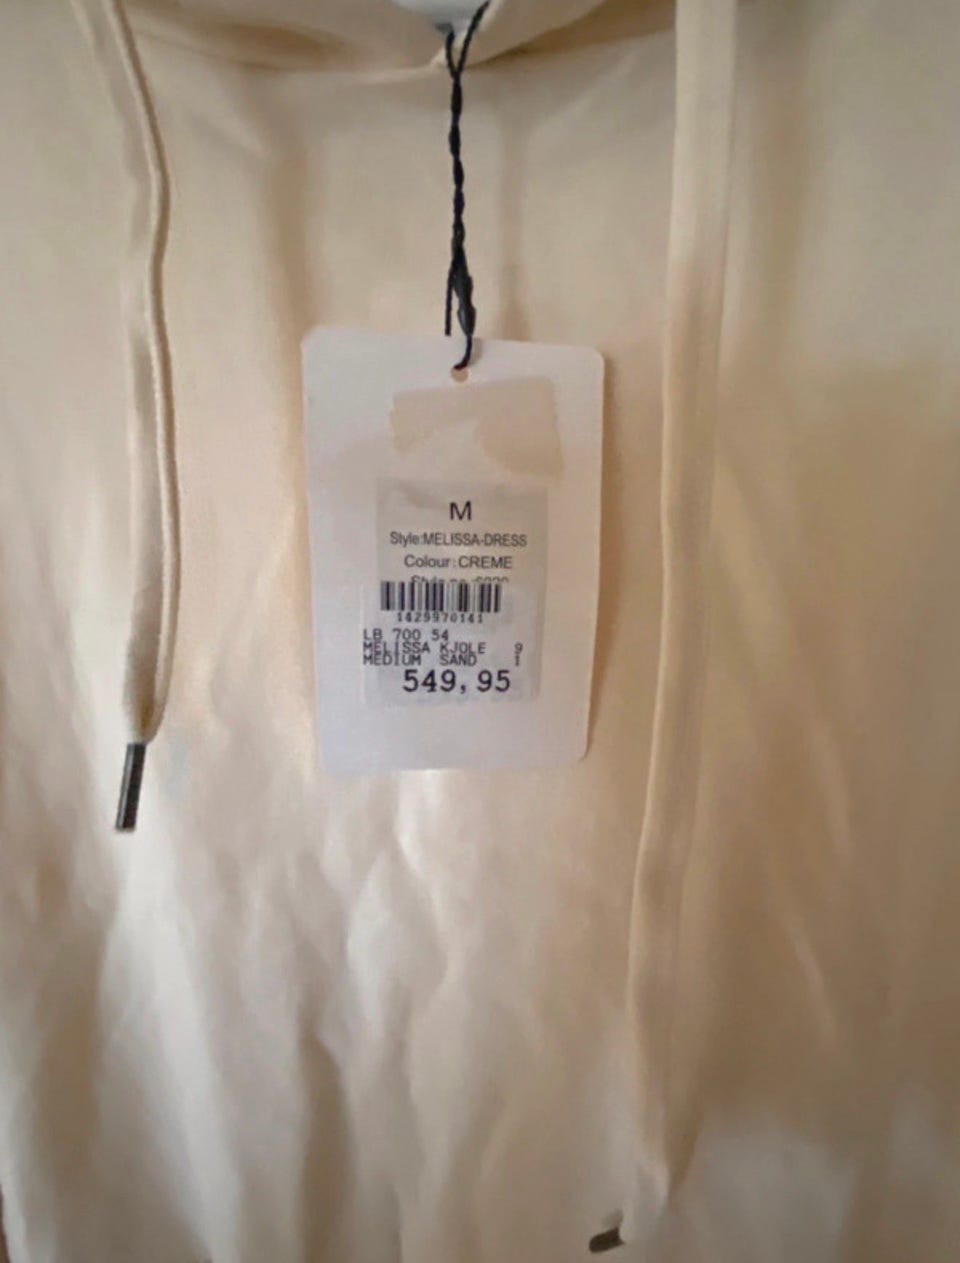 M
Style:MELISSA-DRESS
Colour:CREME
1429970141
LB 700 54
MELISSA KJOLE 9
MEDIUM SAND 1
549,95